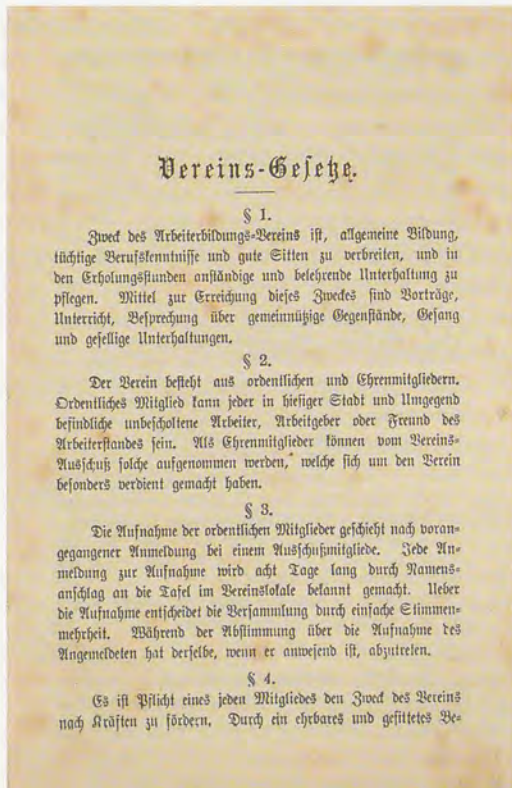 Vereins-Gesetze.
§ 1.
Zweck des Arbeiterbildungs-Vereins ist, allgemeine Bildung,
tüchtige Berufskenntnisse und gute Sitten zu verbreiten, und in
den Erholungsstunden anständige und belehrende Unterhaltung zu
pflegen. Mittel zur Erreichung dieses Zweckes sind Vorträge,
Unterricht, Besprechung über gemeinnützige Gegenstände, Gesang
und gesellige Unterhaltungen.
§ 2.
Der Verein besteht aus ordentlichen und Ehrenmitgliedern.
Ordentliches Mitglied kann jeder in hiesiger Stadt und Umgegend
befindliche unbescholtene Arbeiter, Arbeitgeber oder Freund des
Arbeiterstandes sein. Als Ehrenmitglieder können vom Vereins-
Ausschuß solche aufgenommen werden, welche sich um den Verein
besonders verdient gemacht haben.
§ 3.
Die Aufnahme der ordentlichen Mitglieder geschieht nach voran-
gegangener Anmeldung bei einem Ausschußmitgliede. Jede An-
meldung zur Aufnahme wird acht Tage lang durch Namens-
anschlag an die Tafel im Vereinslokale bekannt gemacht. Ueber
die Aufnahme entscheidet die Versammlung durch einfache Stimmen-
mehrheit. Während der Abstimmung über die Aufnahme des
Angemeldeten hat derselbe, wenn er anwesend ist, abzutreten.
§ 4.
Es ist Pflicht eines jeden Mitgliedes den Zweck des Vereins
nach Kräften zu fördern. Durch ein ehrbares und gesittetes Be-